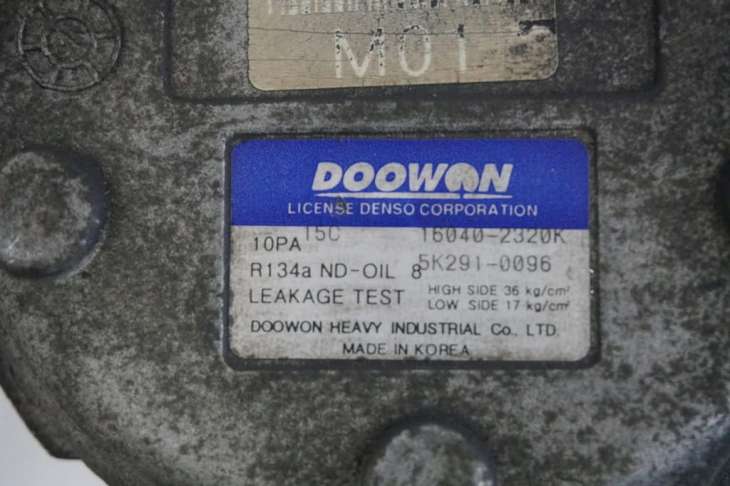 M01
DOOWON
LICENSE DENSO CORPORATION
10PA 15C 16040-2320K
R134a ND-OIL 8 5K291-0096
LEAKAGE TEST HIGH SIDE 36 kg/cm²
LOW SIDE 17 kg/cm²
DOOWON HEAVY INDUSTRIAL Co., LTD.
MADE IN KOREA